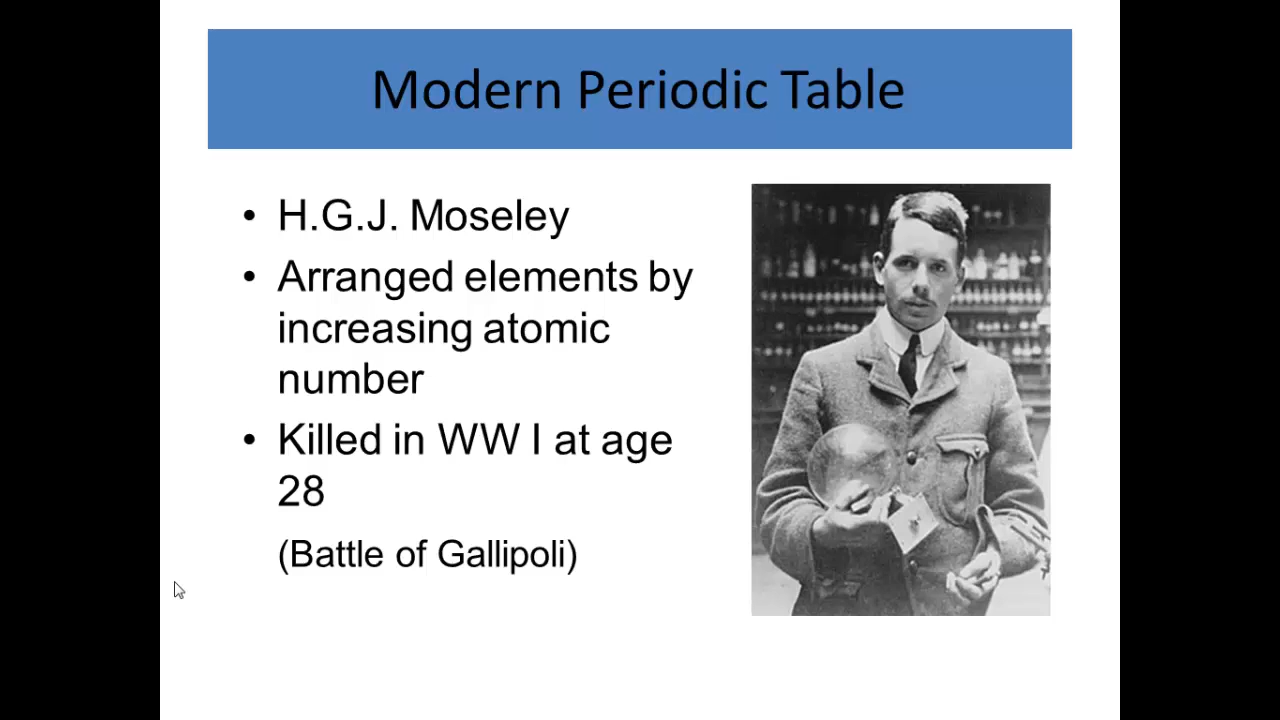 Modern Periodic Table
• H.G.J. Moseley
• Arranged elements by
increasing atomic
number
• Killed in WW I at age
28
(Battle of Gallipoli)